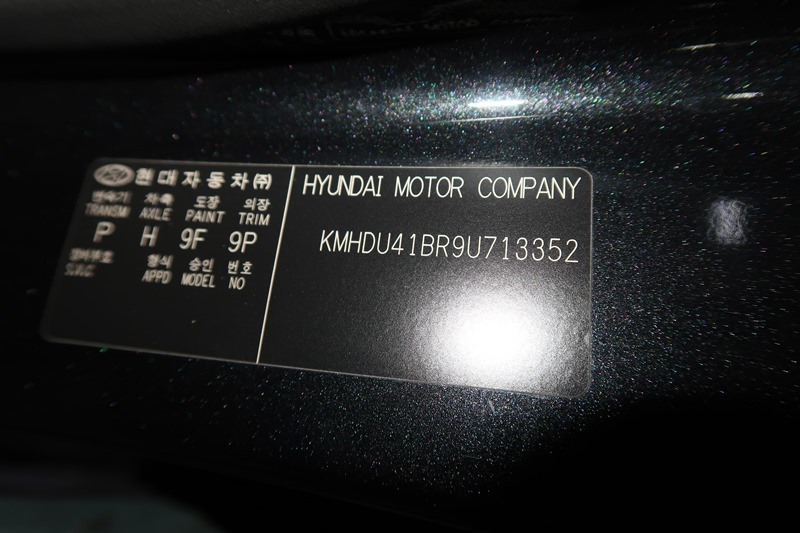 현대자동차㈜
변속기 차축 도장 외장
TRANSM AXLE PAINT TRIM
P H 9F 9P
형식 승인 번호
APPD MODEL NO
HYUNDAI MOTOR COMPANY
KMHDU41BR9U713352